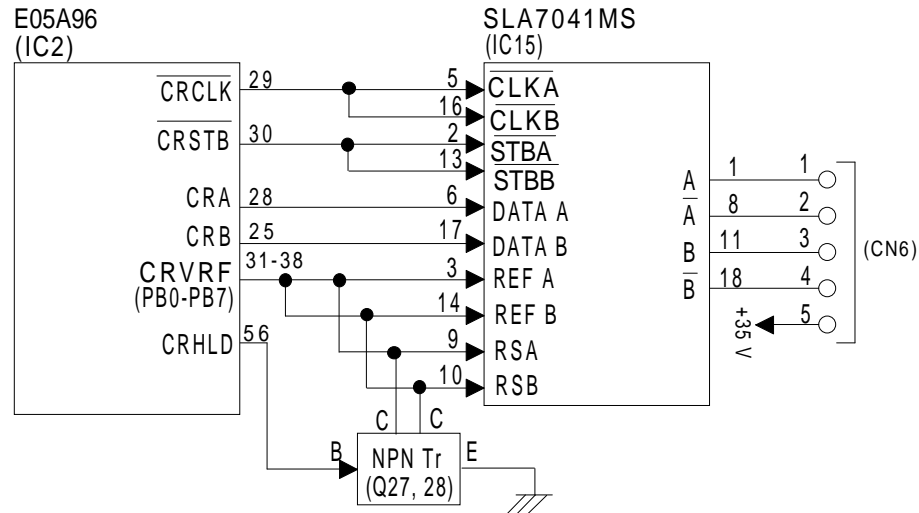 E05A96
(IC2)
SLA7041MS
(IC15)
CRCLK 29 5 CLKA
16 CLKB
CRSTB 30 2 STBA
13 STBB
CRA 28 6 DATA A
CRB 25 17 DATA B
CRVRF 31-38 3 REF A
(PB0-PB7)
14 REF B
CRHLD 56 9 RSA
10 RSB
A 1 1
A 8 2
B 11 3
B 18 4
5
+35 V
(CN6)
C C
B NPN Tr E
(Q27, 28)